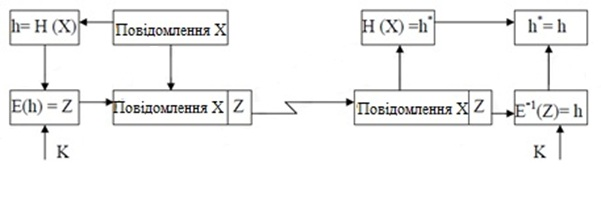 h= H (X)
Повідомлення X
H (X) =h*
h*= h
E(h) = Z
Повідомлення X Z
Повідомлення X Z
E-1(Z)= h
K
K